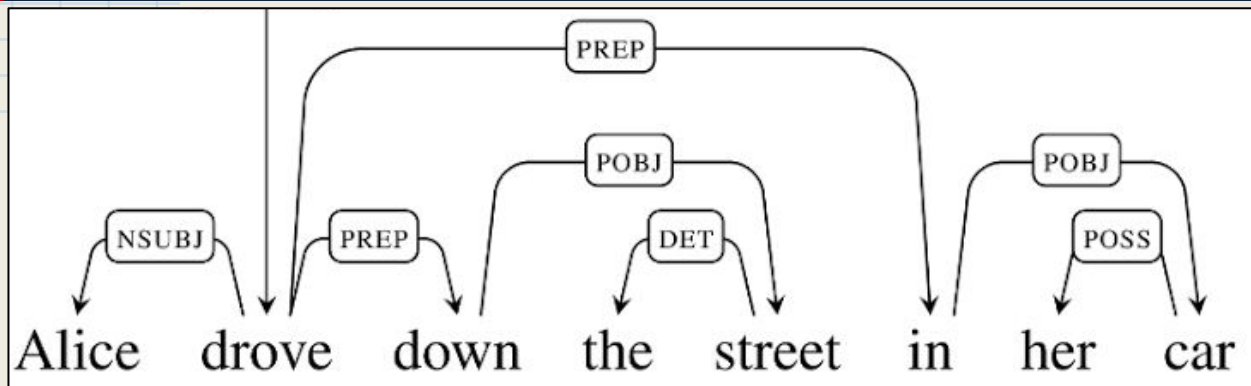 PREP
POBJ POBJ
NSUBJ PREP DET POSS
Alice drove down the street in her car